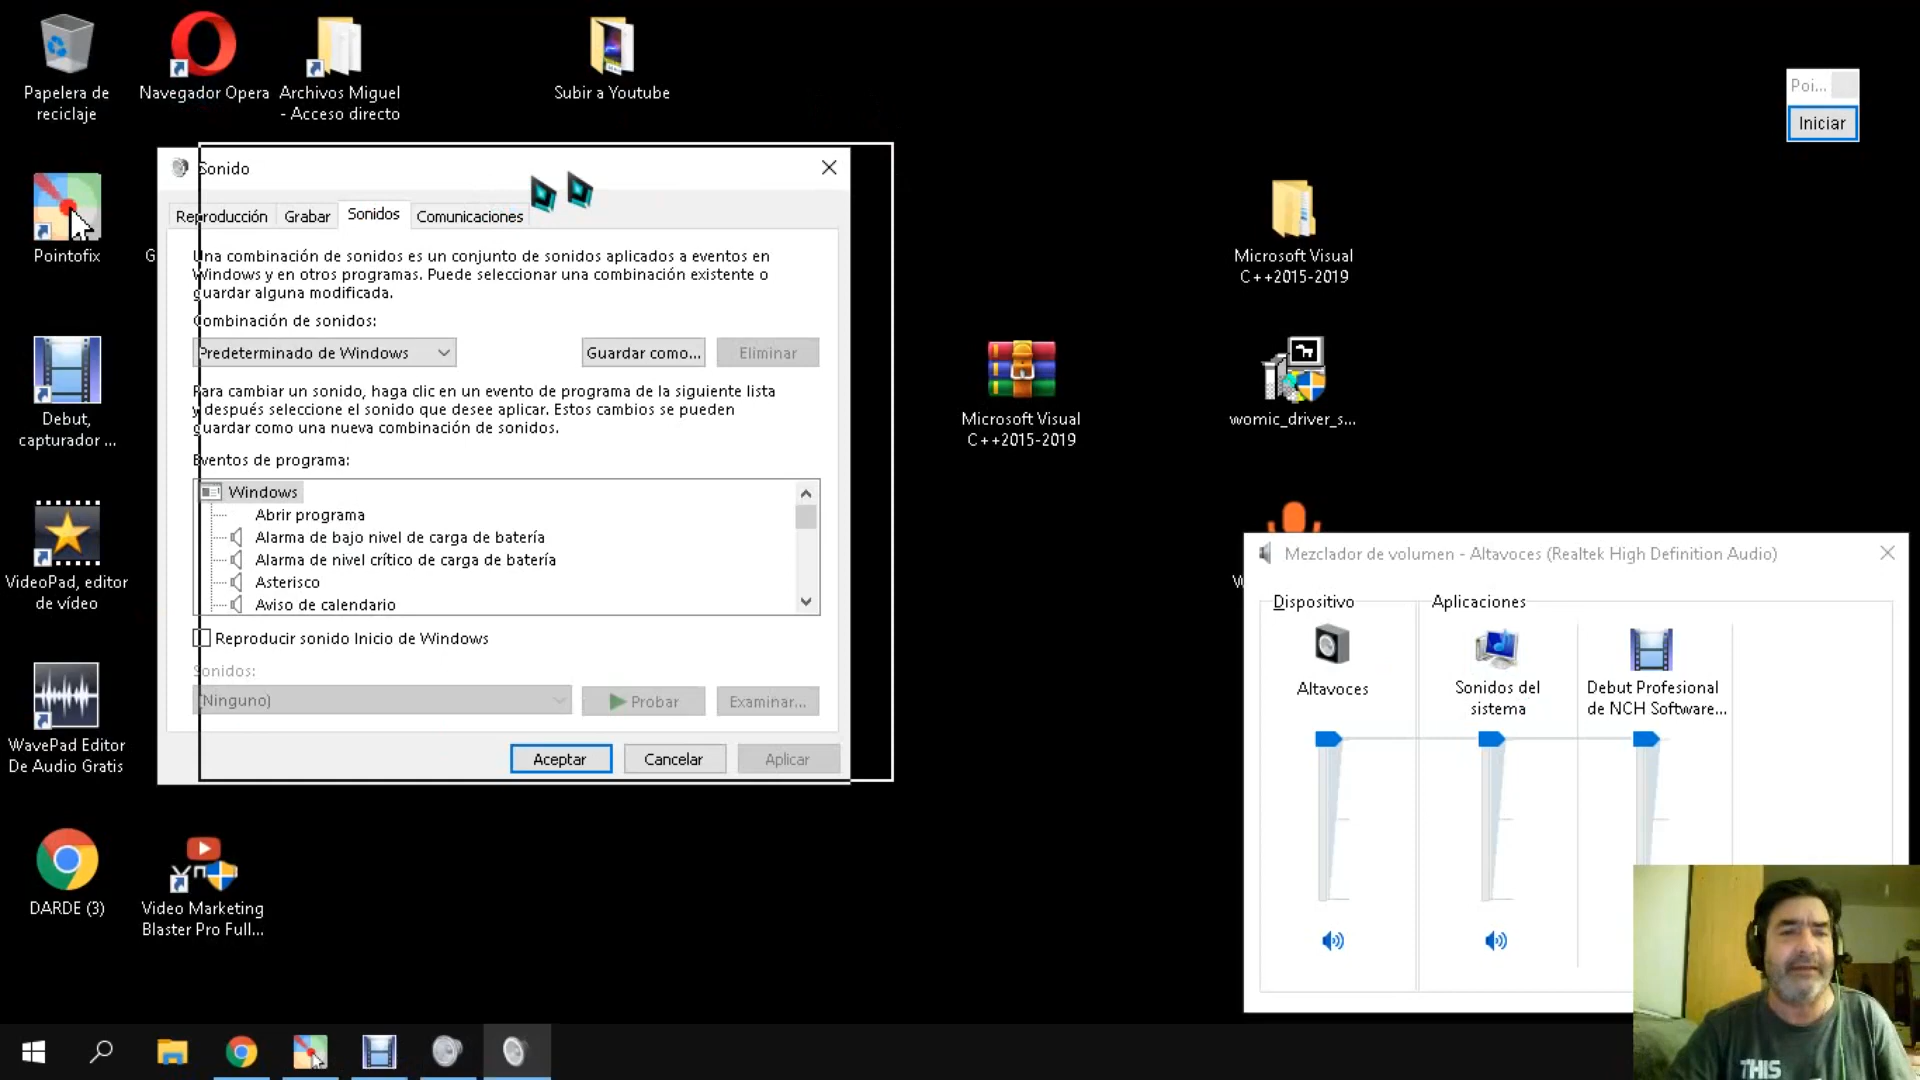 Papelera de
reciclaje
Navegador Opera
Archivos Miguel
- Acceso directo
Subir a Youtube
Poi...
Iniciar
Pointofix
G
Sonido
Reproducción
Grabar
Sonidos
Comunicaciones
Una combinación de sonidos es un conjunto de sonidos aplicados a eventos en
Windows y en otros programas. Puede seleccionar una combinación existente o
guardar alguna modificada.
Combinación de sonidos:
Predeterminado de Windows
Guardar como...
Eliminar
Para cambiar un sonido, haga clic en un evento de programa de la siguiente lista
y después seleccione el sonido que desee aplicar. Estos cambios se pueden
guardar como una nueva combinación de sonidos.
Eventos de programa:
Windows
Abrir programa
Alarma de bajo nivel de carga de batería
Alarma de nivel crítico de carga de batería
Asterisco
Aviso de calendario
Reproducir sonido Inicio de Windows
Sonidos:
(Ninguno)
Probar
Examinar...
Aceptar
Cancelar
Aplicar
Debut,
capturador ...
VideoPad, editor
de vídeo
WavePad Editor
De Audio Gratis
DARDE (3)
Video Marketing
Blaster Pro Full...
Microsoft Visual
C++2015-2019
Microsoft Visual
C++2015-2019
womic_driver_s...
W
Mezclador de volumen - Altavoces (Realtek High Definition Audio)
Dispositivo
Aplicaciones
Altavoces
Sonidos del
sistema
Debut Profesional
de NCH Software...
THIS